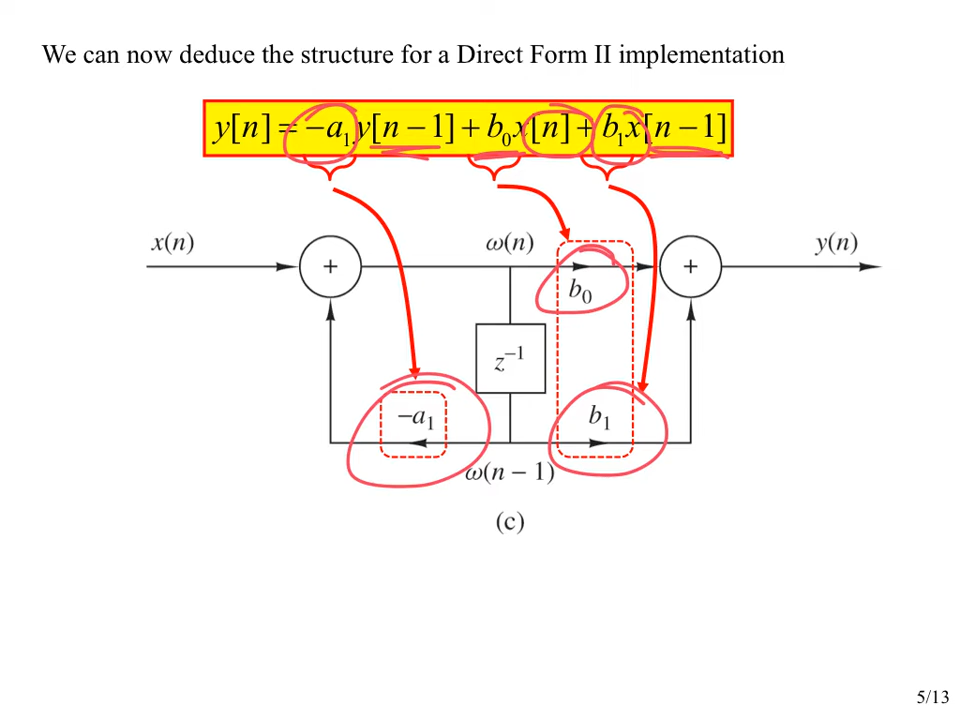 We can now deduce the structure for a Direct Form II implementation
y[n] = −a₁y[n − 1] + b₀x[n] + b₁x[n − 1]
x(n) ω(n) y(n)
+ +
b₀
z⁻¹
−a₁ b₁
ω(n − 1)
(c)
5/13